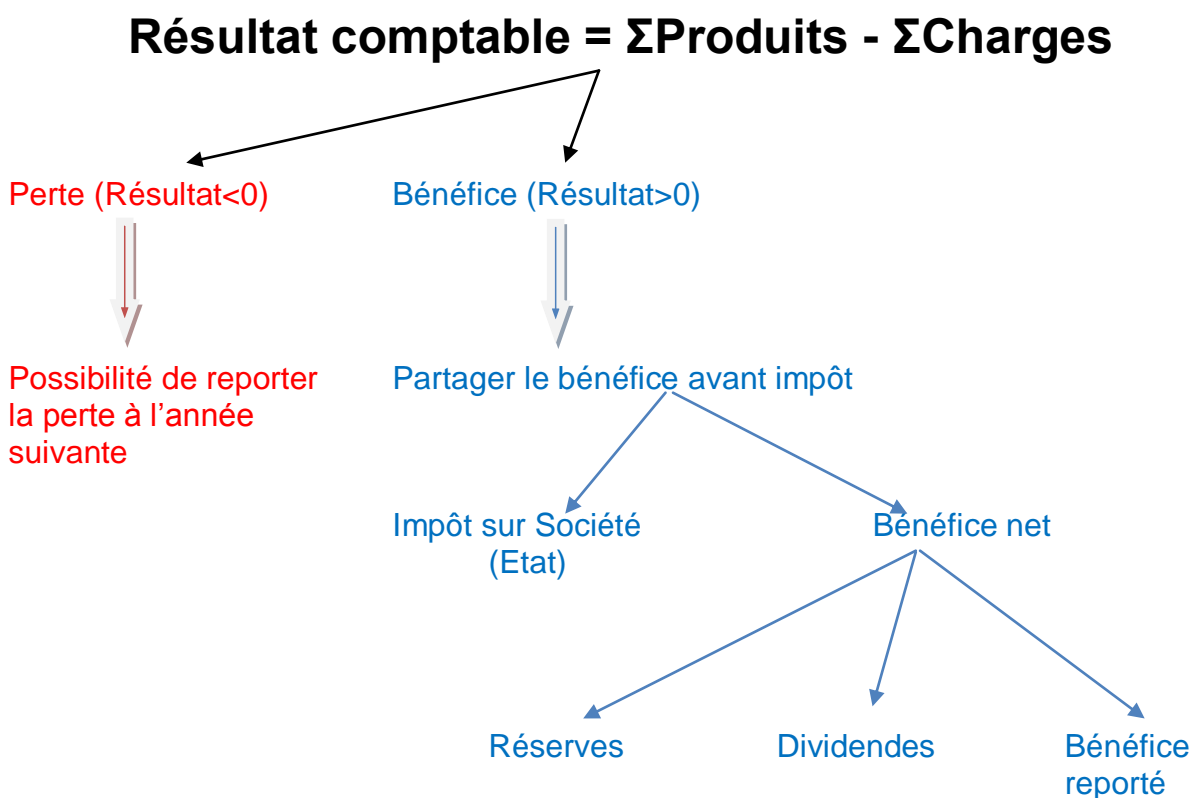 Résultat comptable = ΣProduits - ΣCharges
Perte (Résultat<0)
Bénéfice (Résultat>0)
Possibilité de reporter
la perte à l'année
suivante
Partager le bénéfice avant impôt
Impôt sur Société
(Etat)
Bénéfice net
Réserves
Dividendes
Bénéfice
reporté